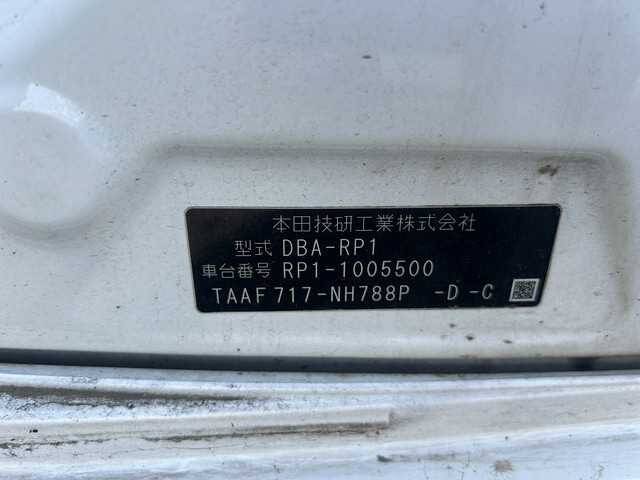 本田技研工業株式会社
型式 DBA-RP1
車台番号 RP1-1005500
TAAF717-NH788P -D -C